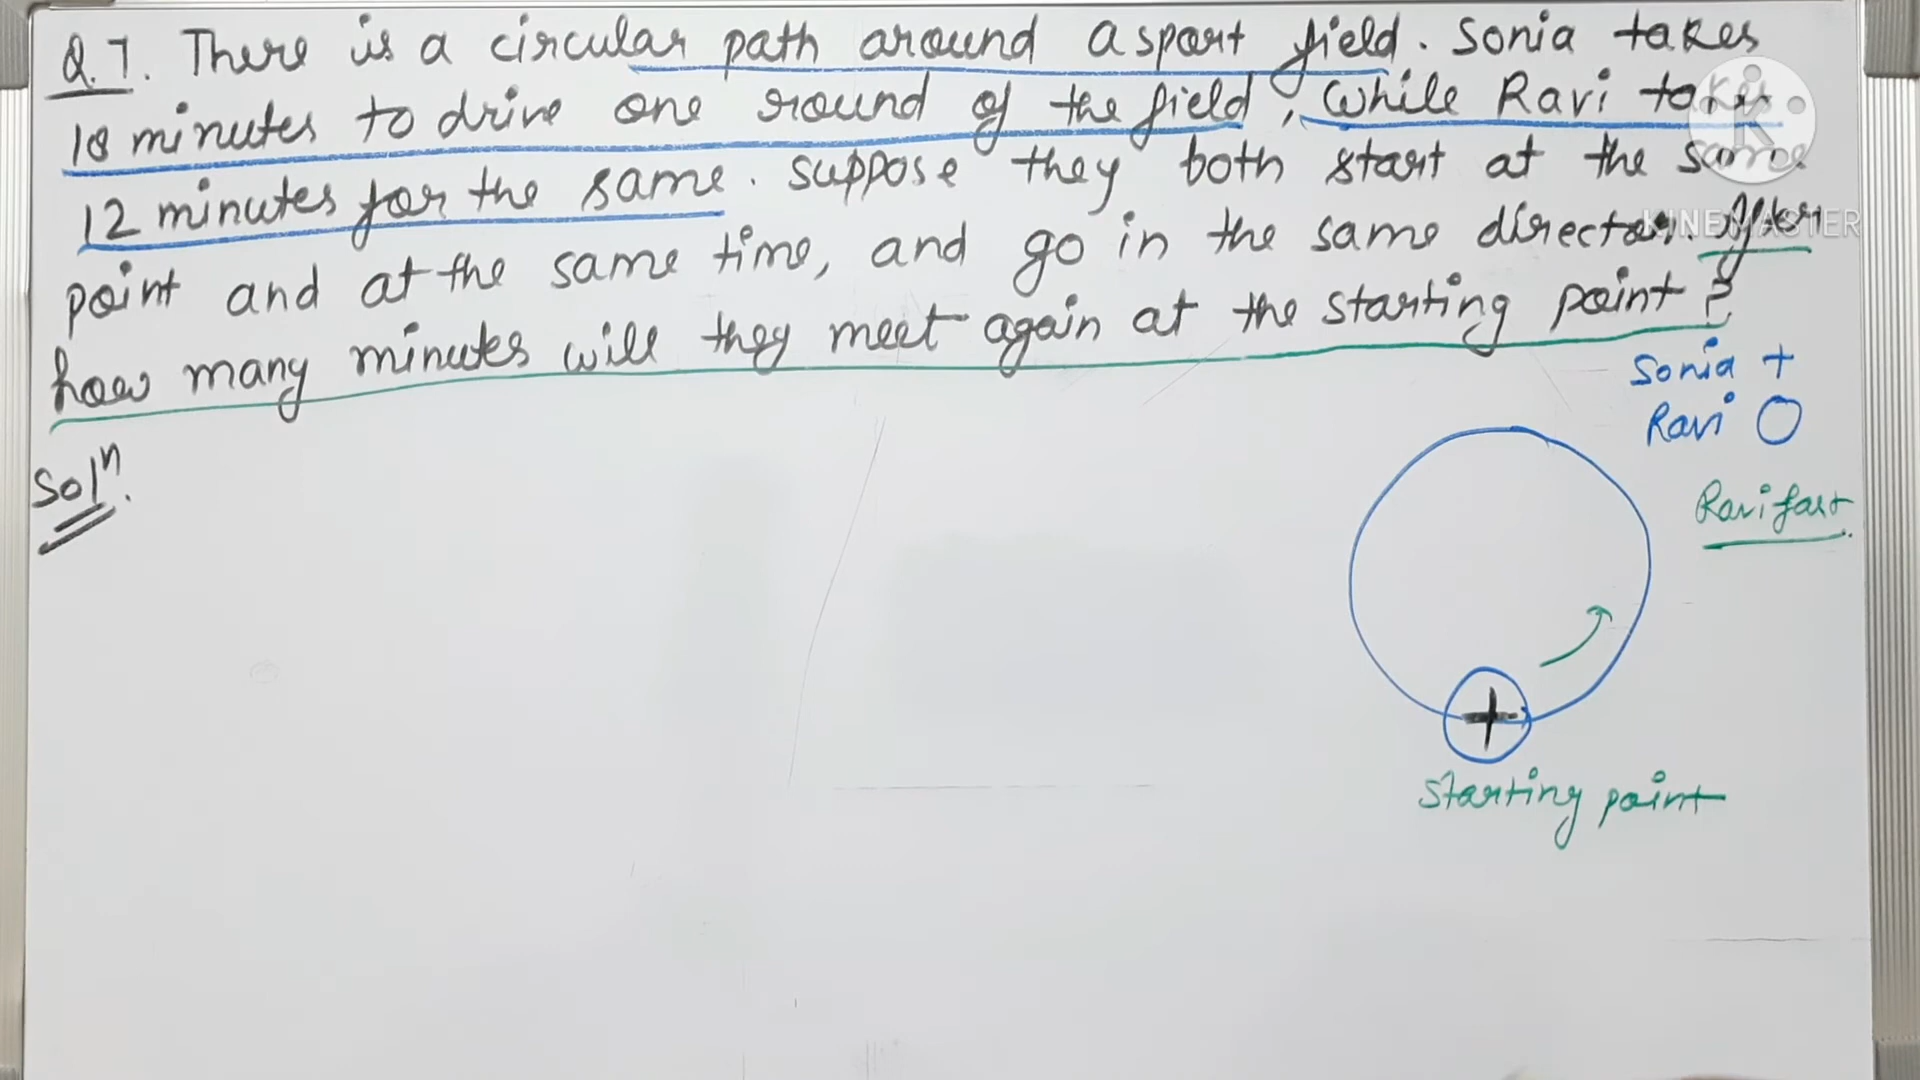 Q.7. There is a circular path around a sport field. Sonia takes
18 minutes to drive one round of the field, while Ravi takes
12 minutes for the same. suppose they both start at the same
point and at the same time, and go in the same direction. After
how many minutes will they meet again at the starting point?
Sonia +
Ravi O
Soln.
Ravi fast.
starting point
KINEMASTER